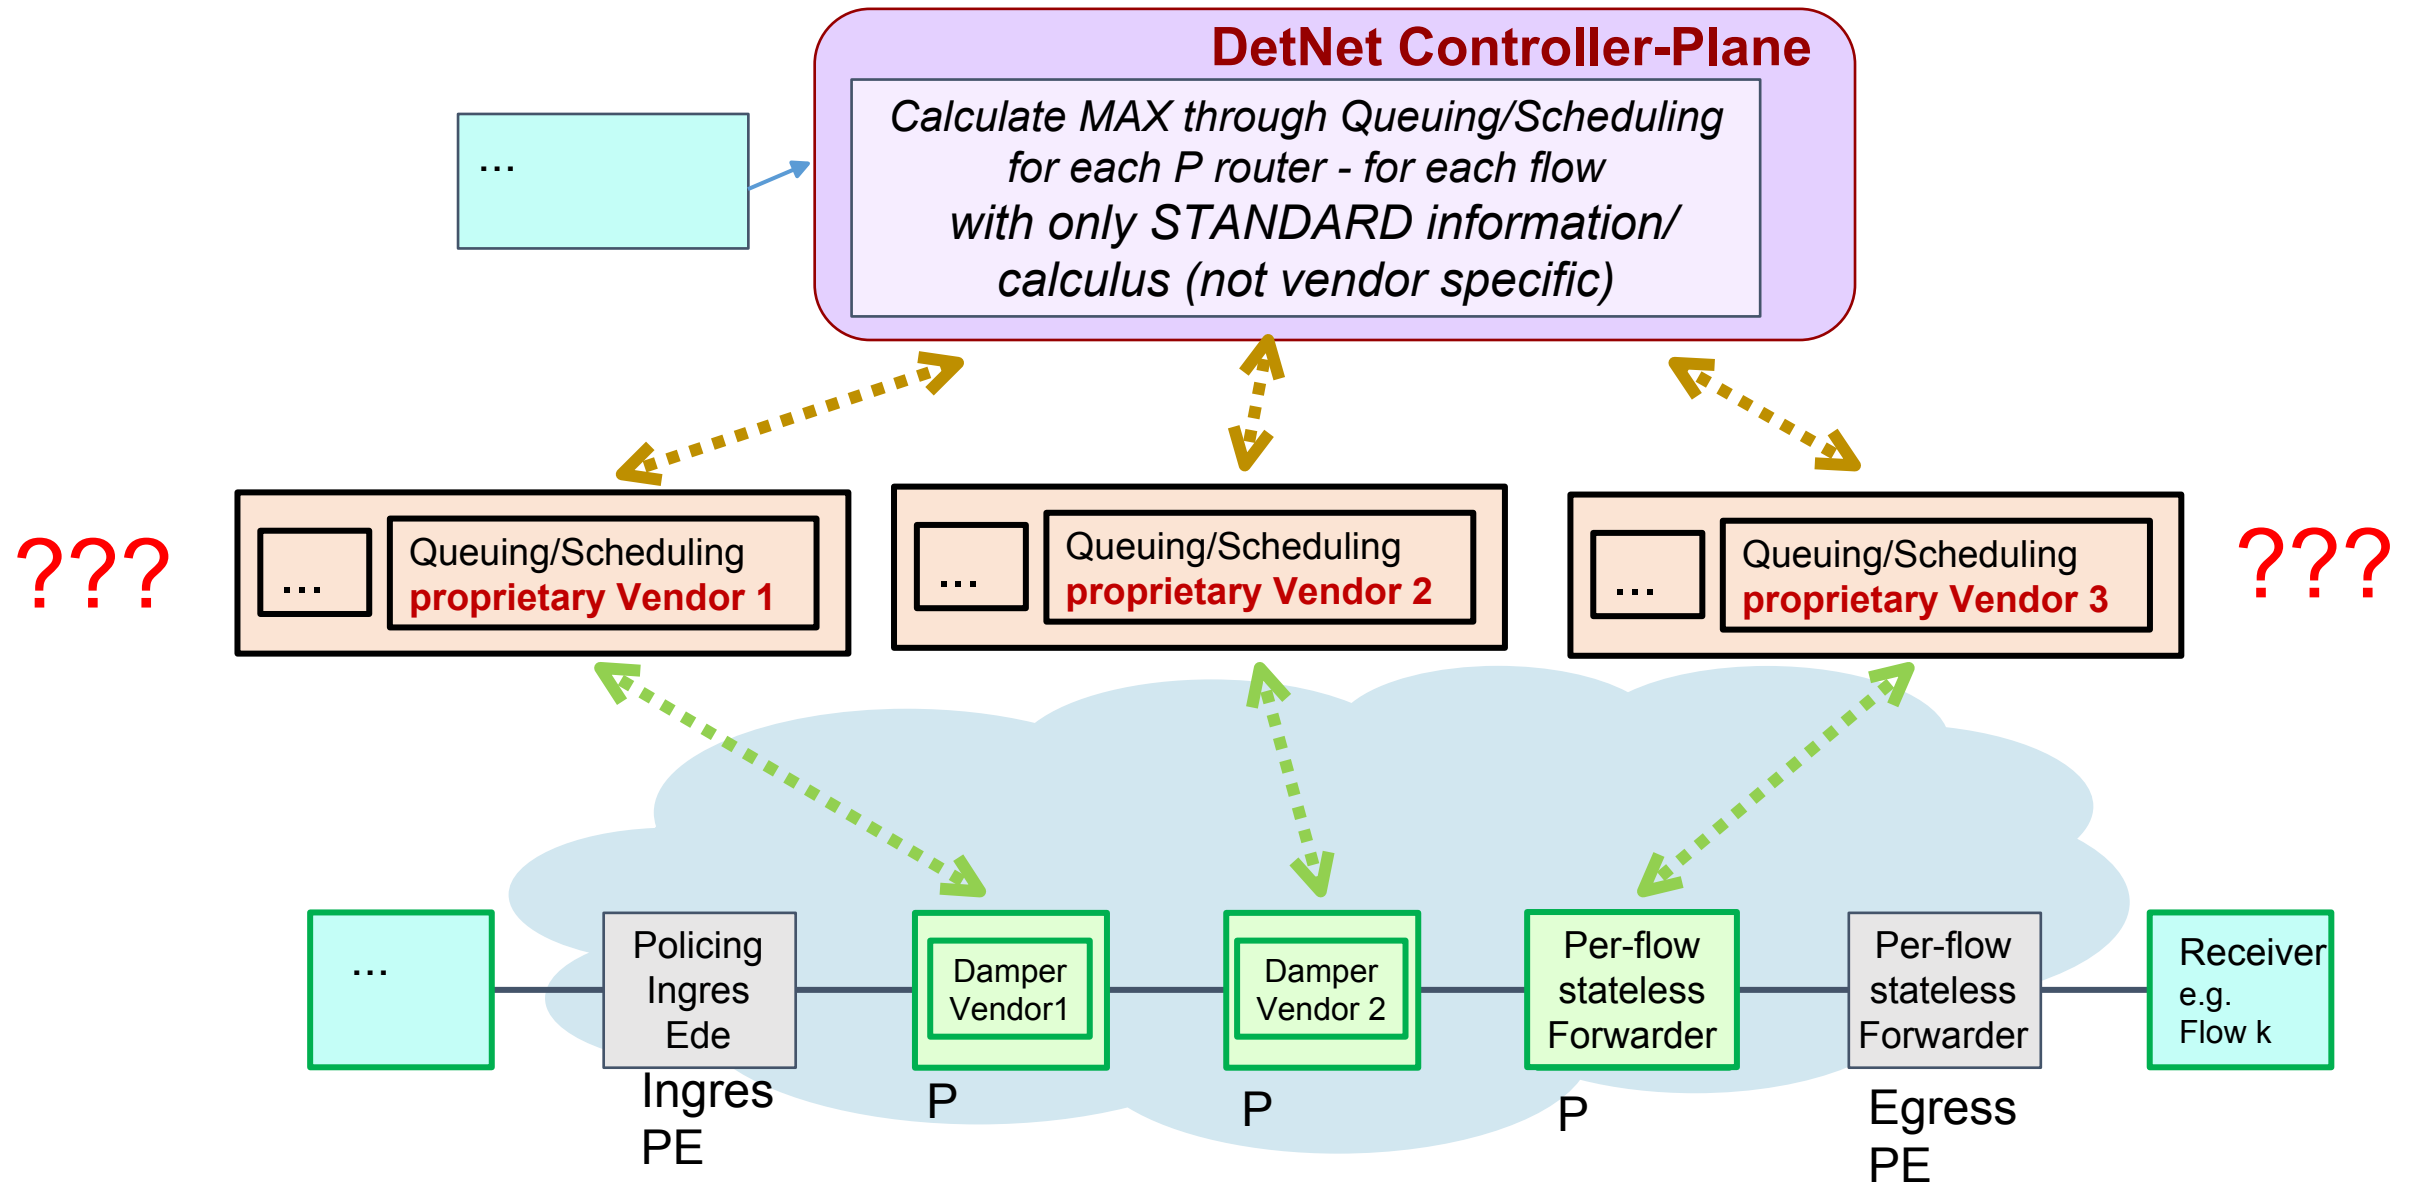 DetNet Controller-Plane
...
Calculate MAX through Queuing/Scheduling
for each P router - for each flow
with only STANDARD information/
calculus (not vendor specific)
???
...
Queuing/Scheduling
proprietary Vendor 1
...
Queuing/Scheduling
proprietary Vendor 2
...
Queuing/Scheduling
proprietary Vendor 3
???
...
Policing
Ingres
Ede
Damper
Vendor1
Damper
Vendor 2
Per-flow
stateless
Forwarder
Per-flow
stateless
Forwarder
Receiver
e.g.
Flow k
Ingres
PE
P
P
P
Egress
PE